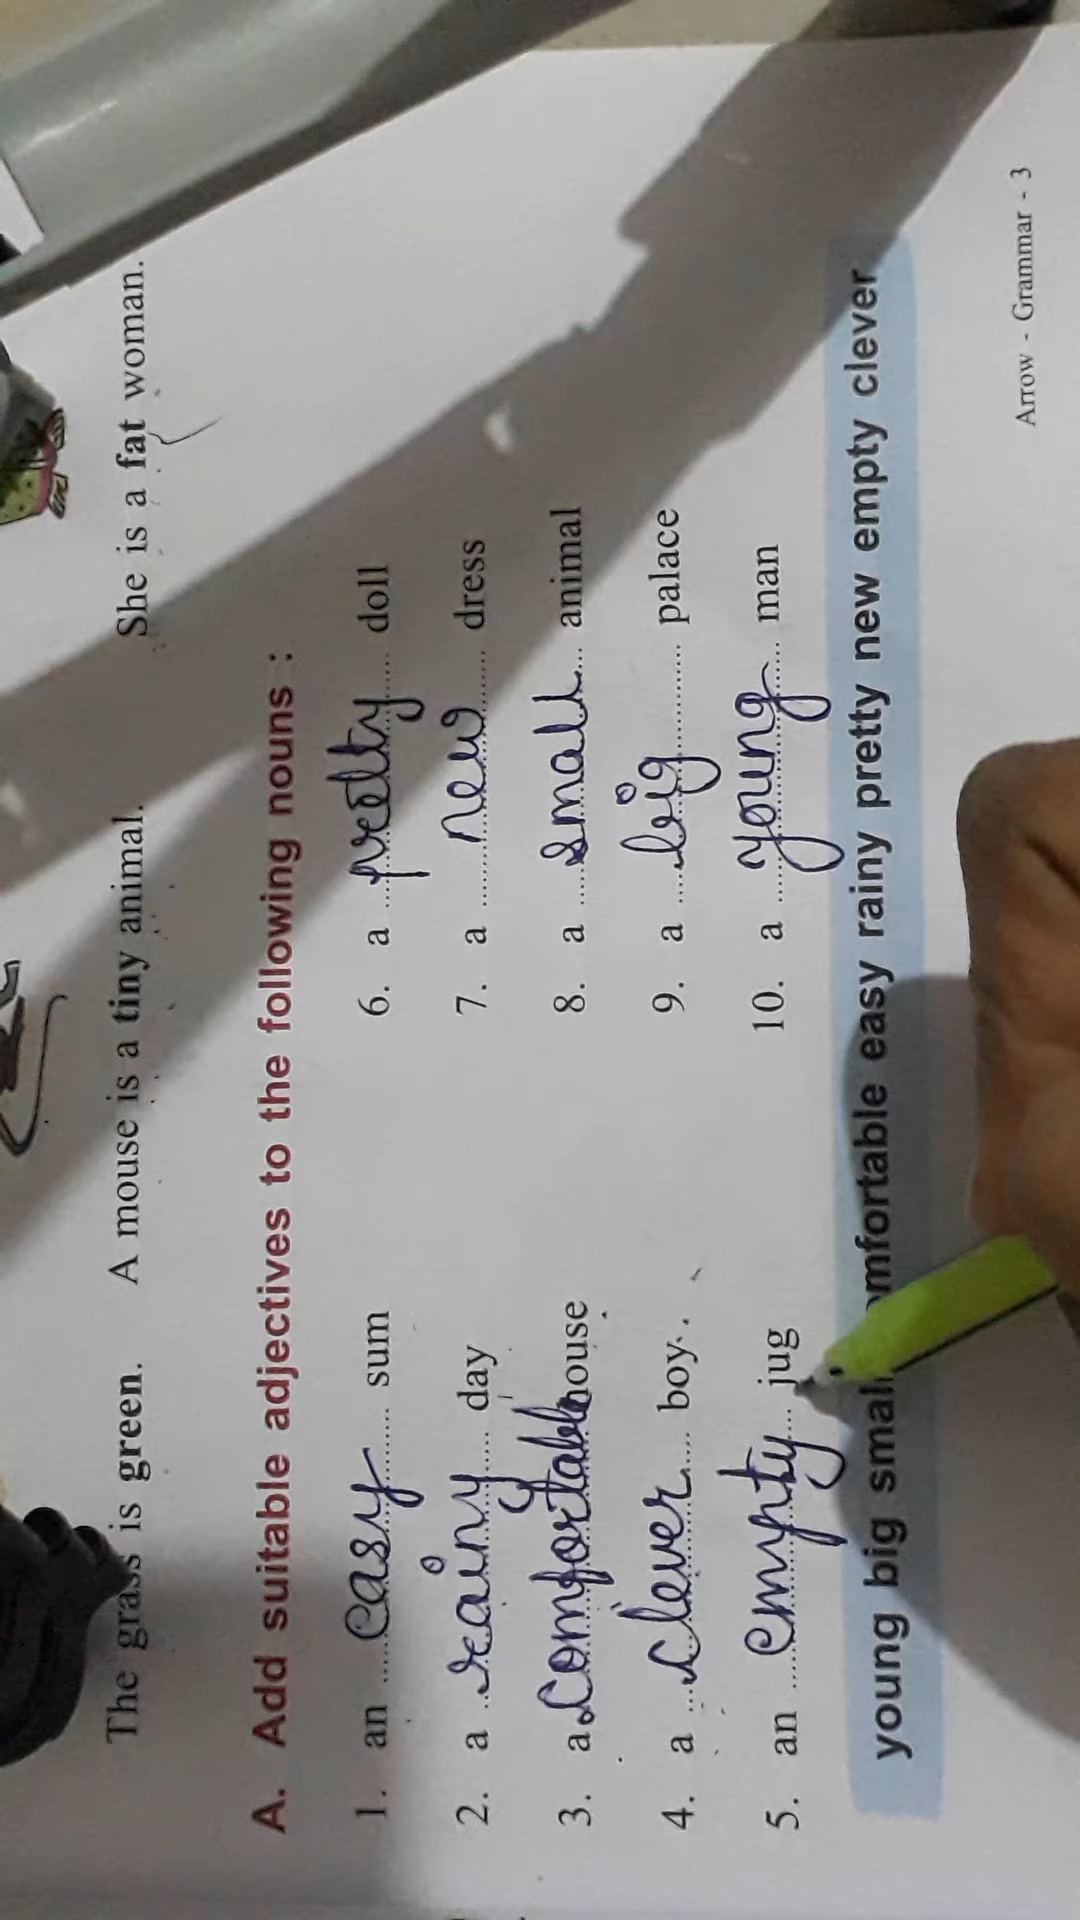 The grass is green. A mouse is a tiny animal. She is a fat woman.
A. Add suitable adjectives to the following nouns :
1. an easy sum
2. a rainy day
3. a comfortable house
4. a clever boy.
5. an empty jug
6. a pretty doll
7. a new dress
8. a small animal
9. a big palace
10. a young man
young big small comfortable easy rainy pretty new empty clever
Arrow - Grammar - 3